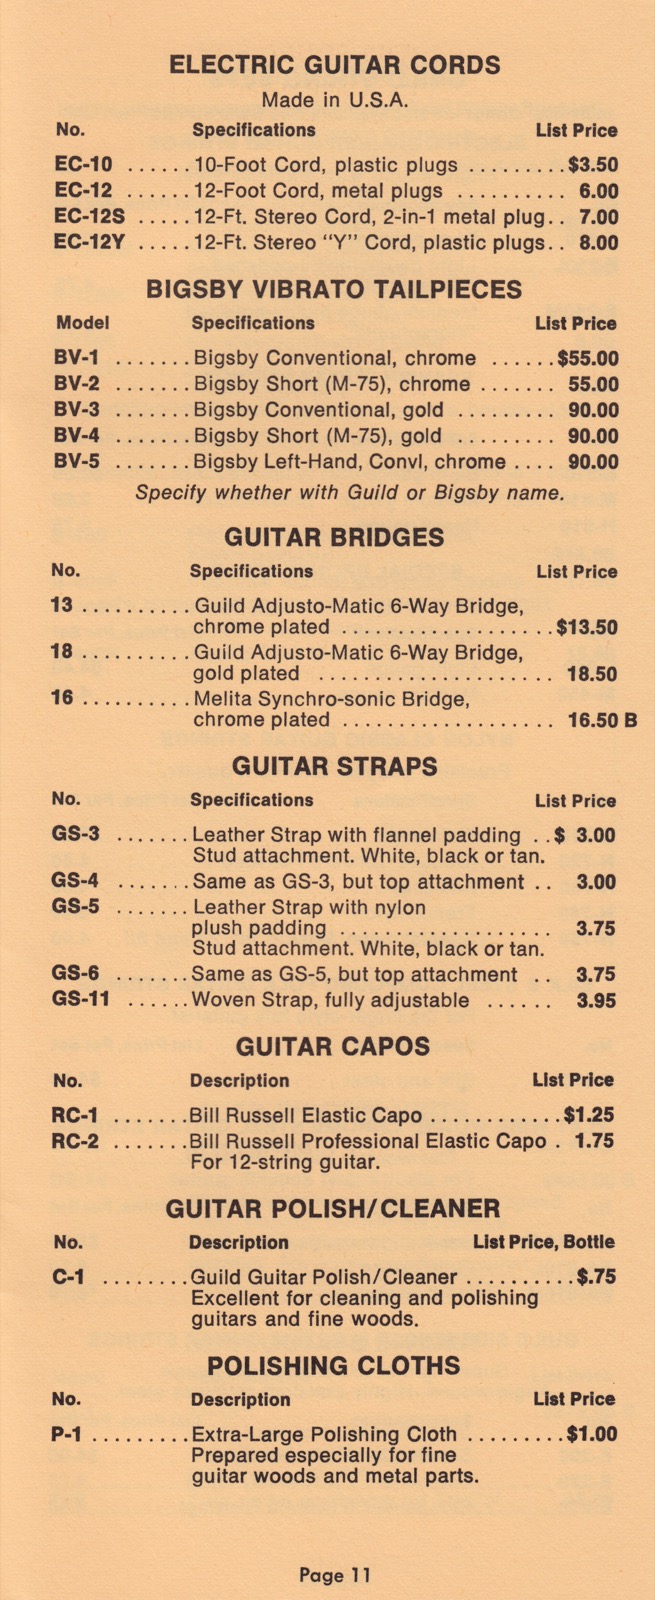 ELECTRIC GUITAR CORDS
Made in U.S.A.
No. Specifications List Price
EC-10 ......10-Foot Cord, plastic plugs .........$3.50
EC-12 ......12-Foot Cord, metal plugs .......... 6.00
EC-12S .....12-Ft. Stereo Cord, 2-in-1 metal plug.. 7.00
EC-12Y .....12-Ft. Stereo “Y” Cord, plastic plugs.. 8.00
BIGSBY VIBRATO TAILPIECES
Model Specifications List Price
BV-1 .......Bigsby Conventional, chrome ......$55.00
BV-2 .......Bigsby Short (M-75), chrome ....... 55.00
BV-3 .......Bigsby Conventional, gold ......... 90.00
BV-4 .......Bigsby Short (M-75), gold ......... 90.00
BV-5 .......Bigsby Left-Hand, Convl, chrome .... 90.00
Specify whether with Guild or Bigsby name.
GUITAR BRIDGES
No. Specifications List Price
13 ..........Guild Adjusto-Matic 6-Way Bridge,
chrome plated ...................$13.50
18 ..........Guild Adjusto-Matic 6-Way Bridge,
gold plated ...................... 18.50
16 ..........Melita Synchro-sonic Bridge,
chrome plated .................... 16.50 B
GUITAR STRAPS
No. Specifications List Price
GS-3 .......Leather Strap with flannel padding ..$ 3.00
Stud attachment. White, black or tan.
GS-4 .......Same as GS-3, but top attachment .. 3.00
GS-5 .......Leather Strap with nylon
plush padding .................... 3.75
Stud attachment. White, black or tan.
GS-6 .......Same as GS-5, but top attachment .. 3.75
GS-11 ......Woven Strap, fully adjustable ...... 3.95
GUITAR CAPOS
No. Description List Price
RC-1 .......Bill Russell Elastic Capo ............$1.25
RC-2 .......Bill Russell Professional Elastic Capo . 1.75
For 12-string guitar.
GUITAR POLISH/CLEANER
No. Description List Price, Bottle
C-1 ........Guild Guitar Polish/Cleaner ..........$.75
Excellent for cleaning and polishing
guitars and fine woods.
POLISHING CLOTHS
No. Description List Price
P-1 .........Extra-Large Polishing Cloth .........$1.00
Prepared especially for fine
guitar woods and metal parts.
Page 11